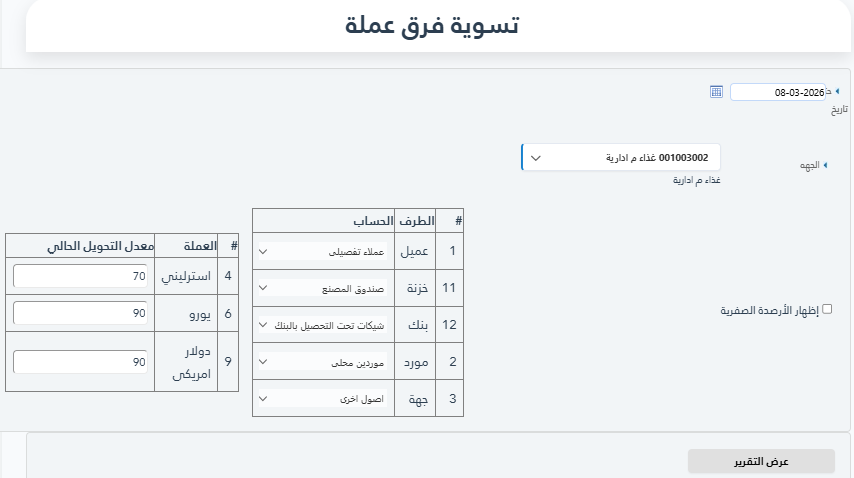 تسوية فرق عملة
08-03-2026
تاريخ
الجهه
001003002 غذاء م ادارية
غذاء م ادارية
# الطرف الحساب
1 عميل عملاء تفصيلى
11 خزنة صندوق المصنع
12 بنك شيكات تحت التحصيل بالبنك
2 مورد موردين محلى
3 جهة اصول اخرى
# العملة معدل التحويل الحالي
4 استرليني 70
6 يورو 90
9 دولار امريكى 90
إظهار الأرصدة الصفرية
عرض التقرير